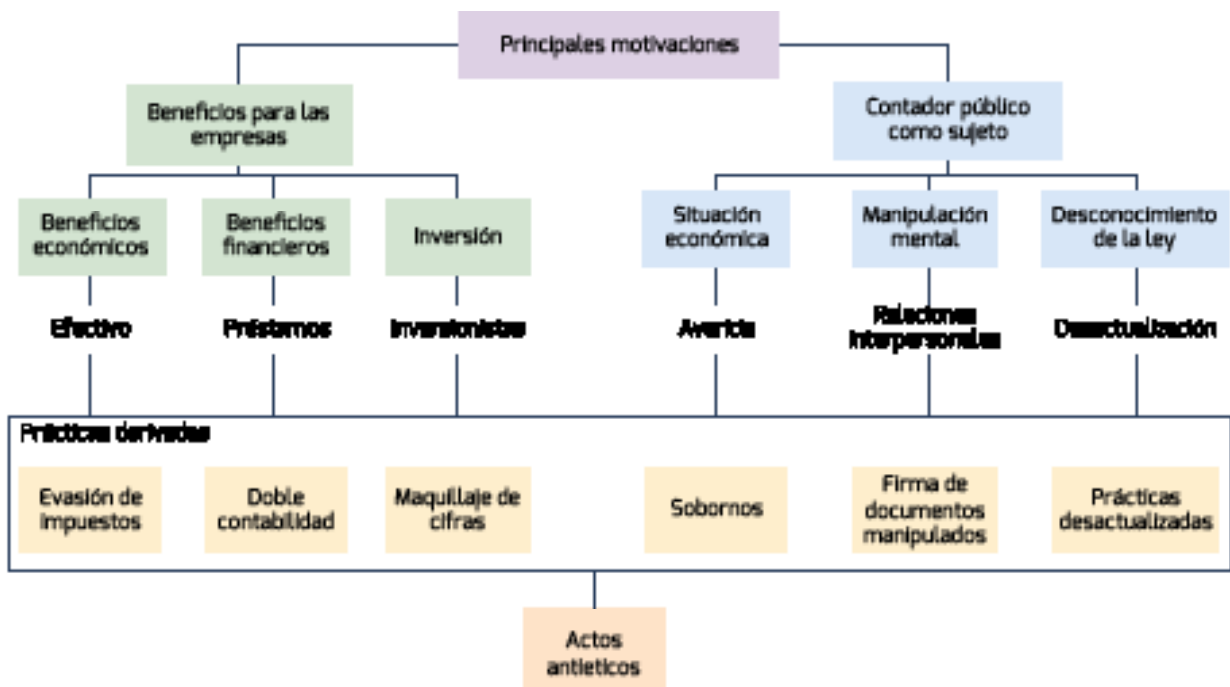 Principales motivaciones
Beneficios para las
empresas
Contador público
como sujeto
Beneficios
económicos
Beneficios
financieros
Inversión
Situación
económica
Manipulación
mental
Desconocimiento
de la ley
Efectivo
Préstamos
Inversionistas
Avaricia
Relaciones
interpersonales
Desactualización
Prácticas derivadas
Evasión de
impuestos
Doble
contabilidad
Maquillaje de
cifras
Sobornos
Firma de
documentos
manipulados
Prácticas
desactualizadas
Actos
antieticos